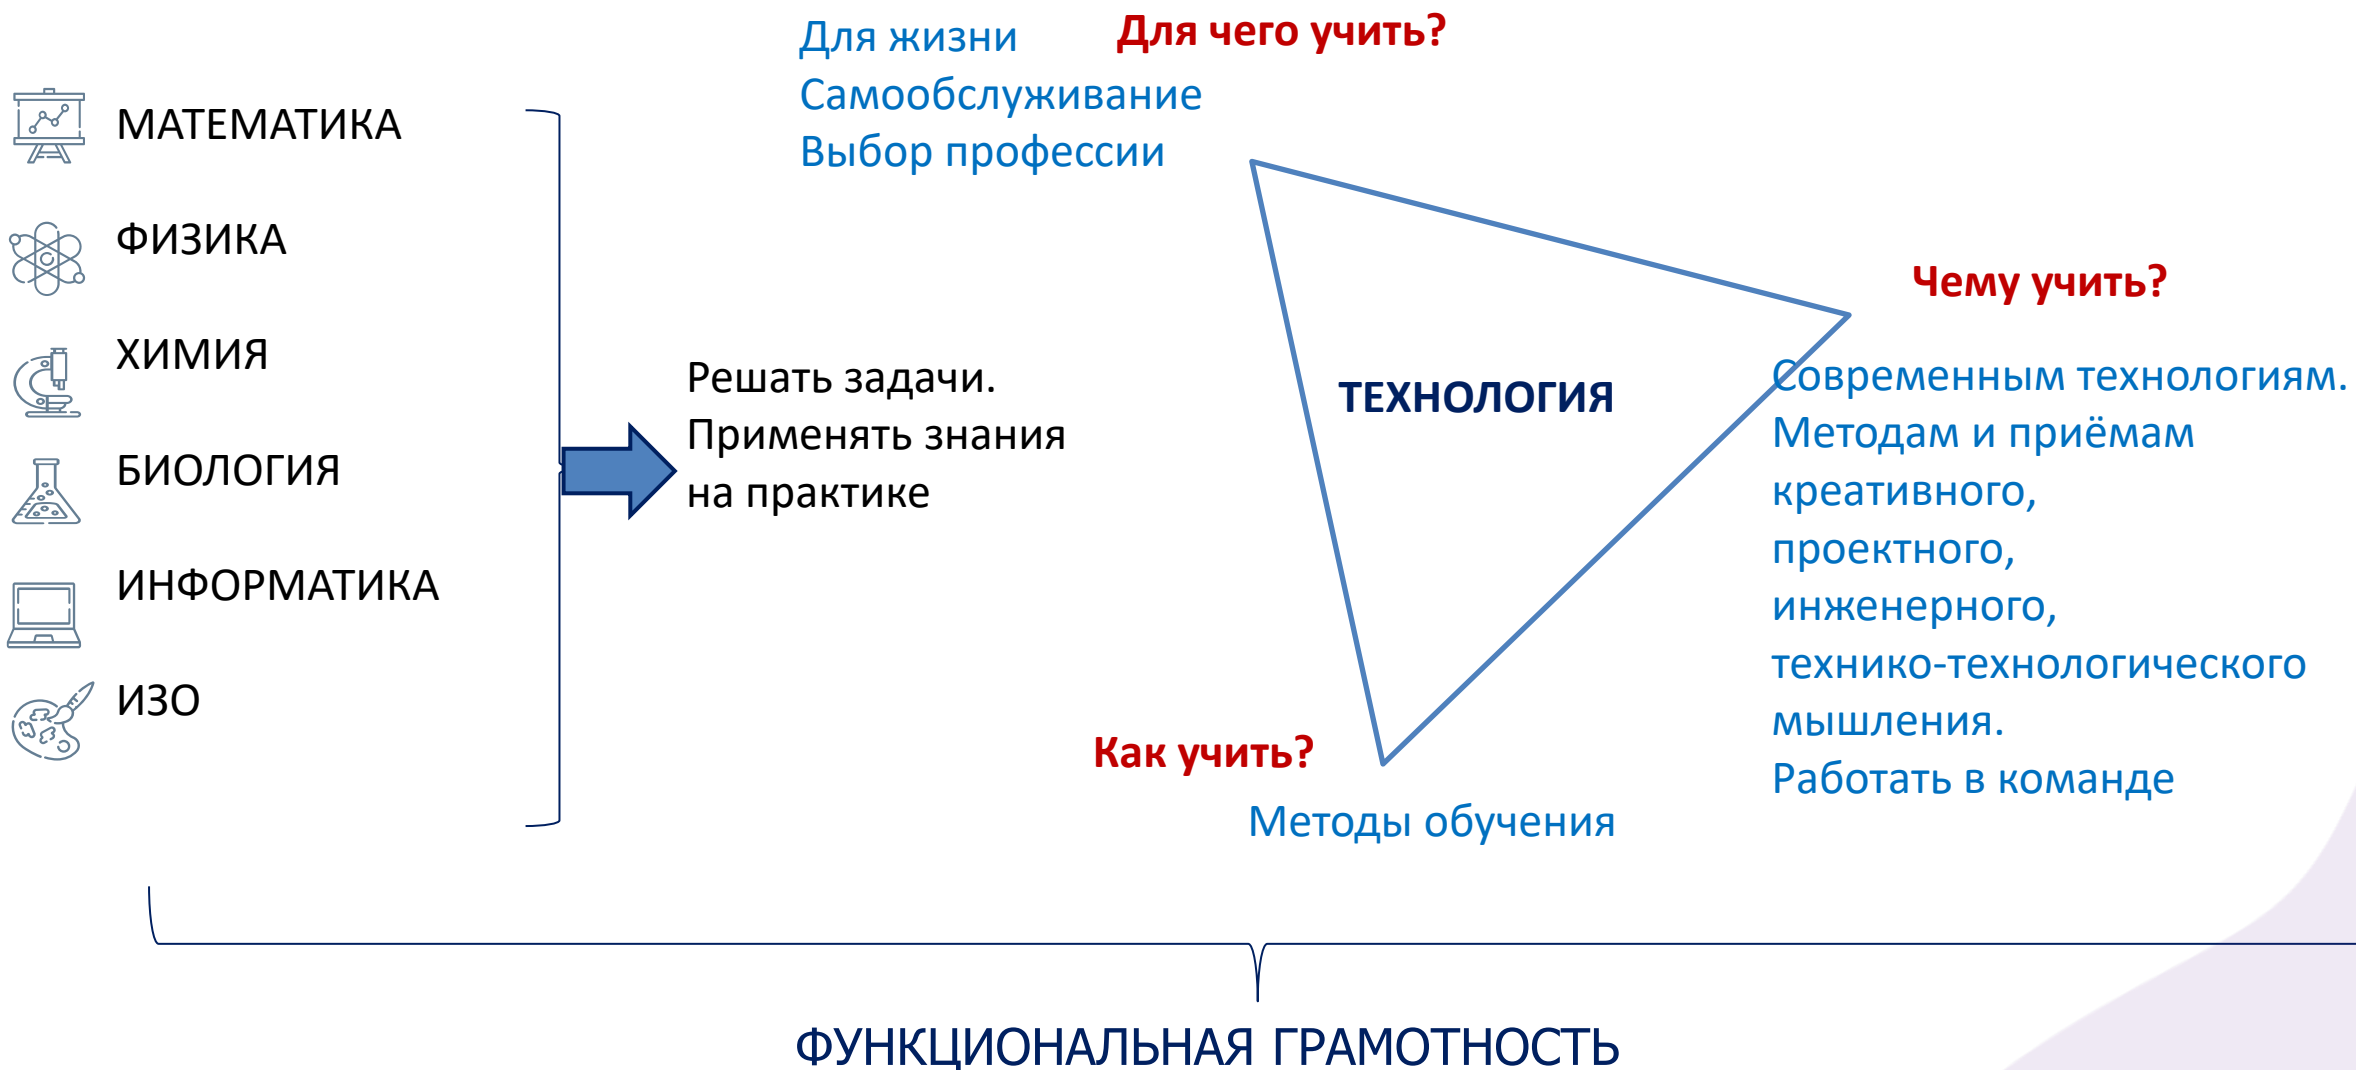 МАТЕМАТИКА
ФИЗИКА
ХИМИЯ
БИОЛОГИЯ
ИНФОРМАТИКА
ИЗО
Решать задачи.
Применять знания
на практике
Для чего учить?
Для жизни
Самообслуживание
Выбор профессии
ТЕХНОЛОГИЯ
Чему учить?
Современным технологиям.
Методам и приёмам
креативного,
проектного,
инженерного,
технико-технологического
мышления.
Работать в команде
Как учить?
Методы обучения
ФУНКЦИОНАЛЬНАЯ ГРАМОТНОСТЬ